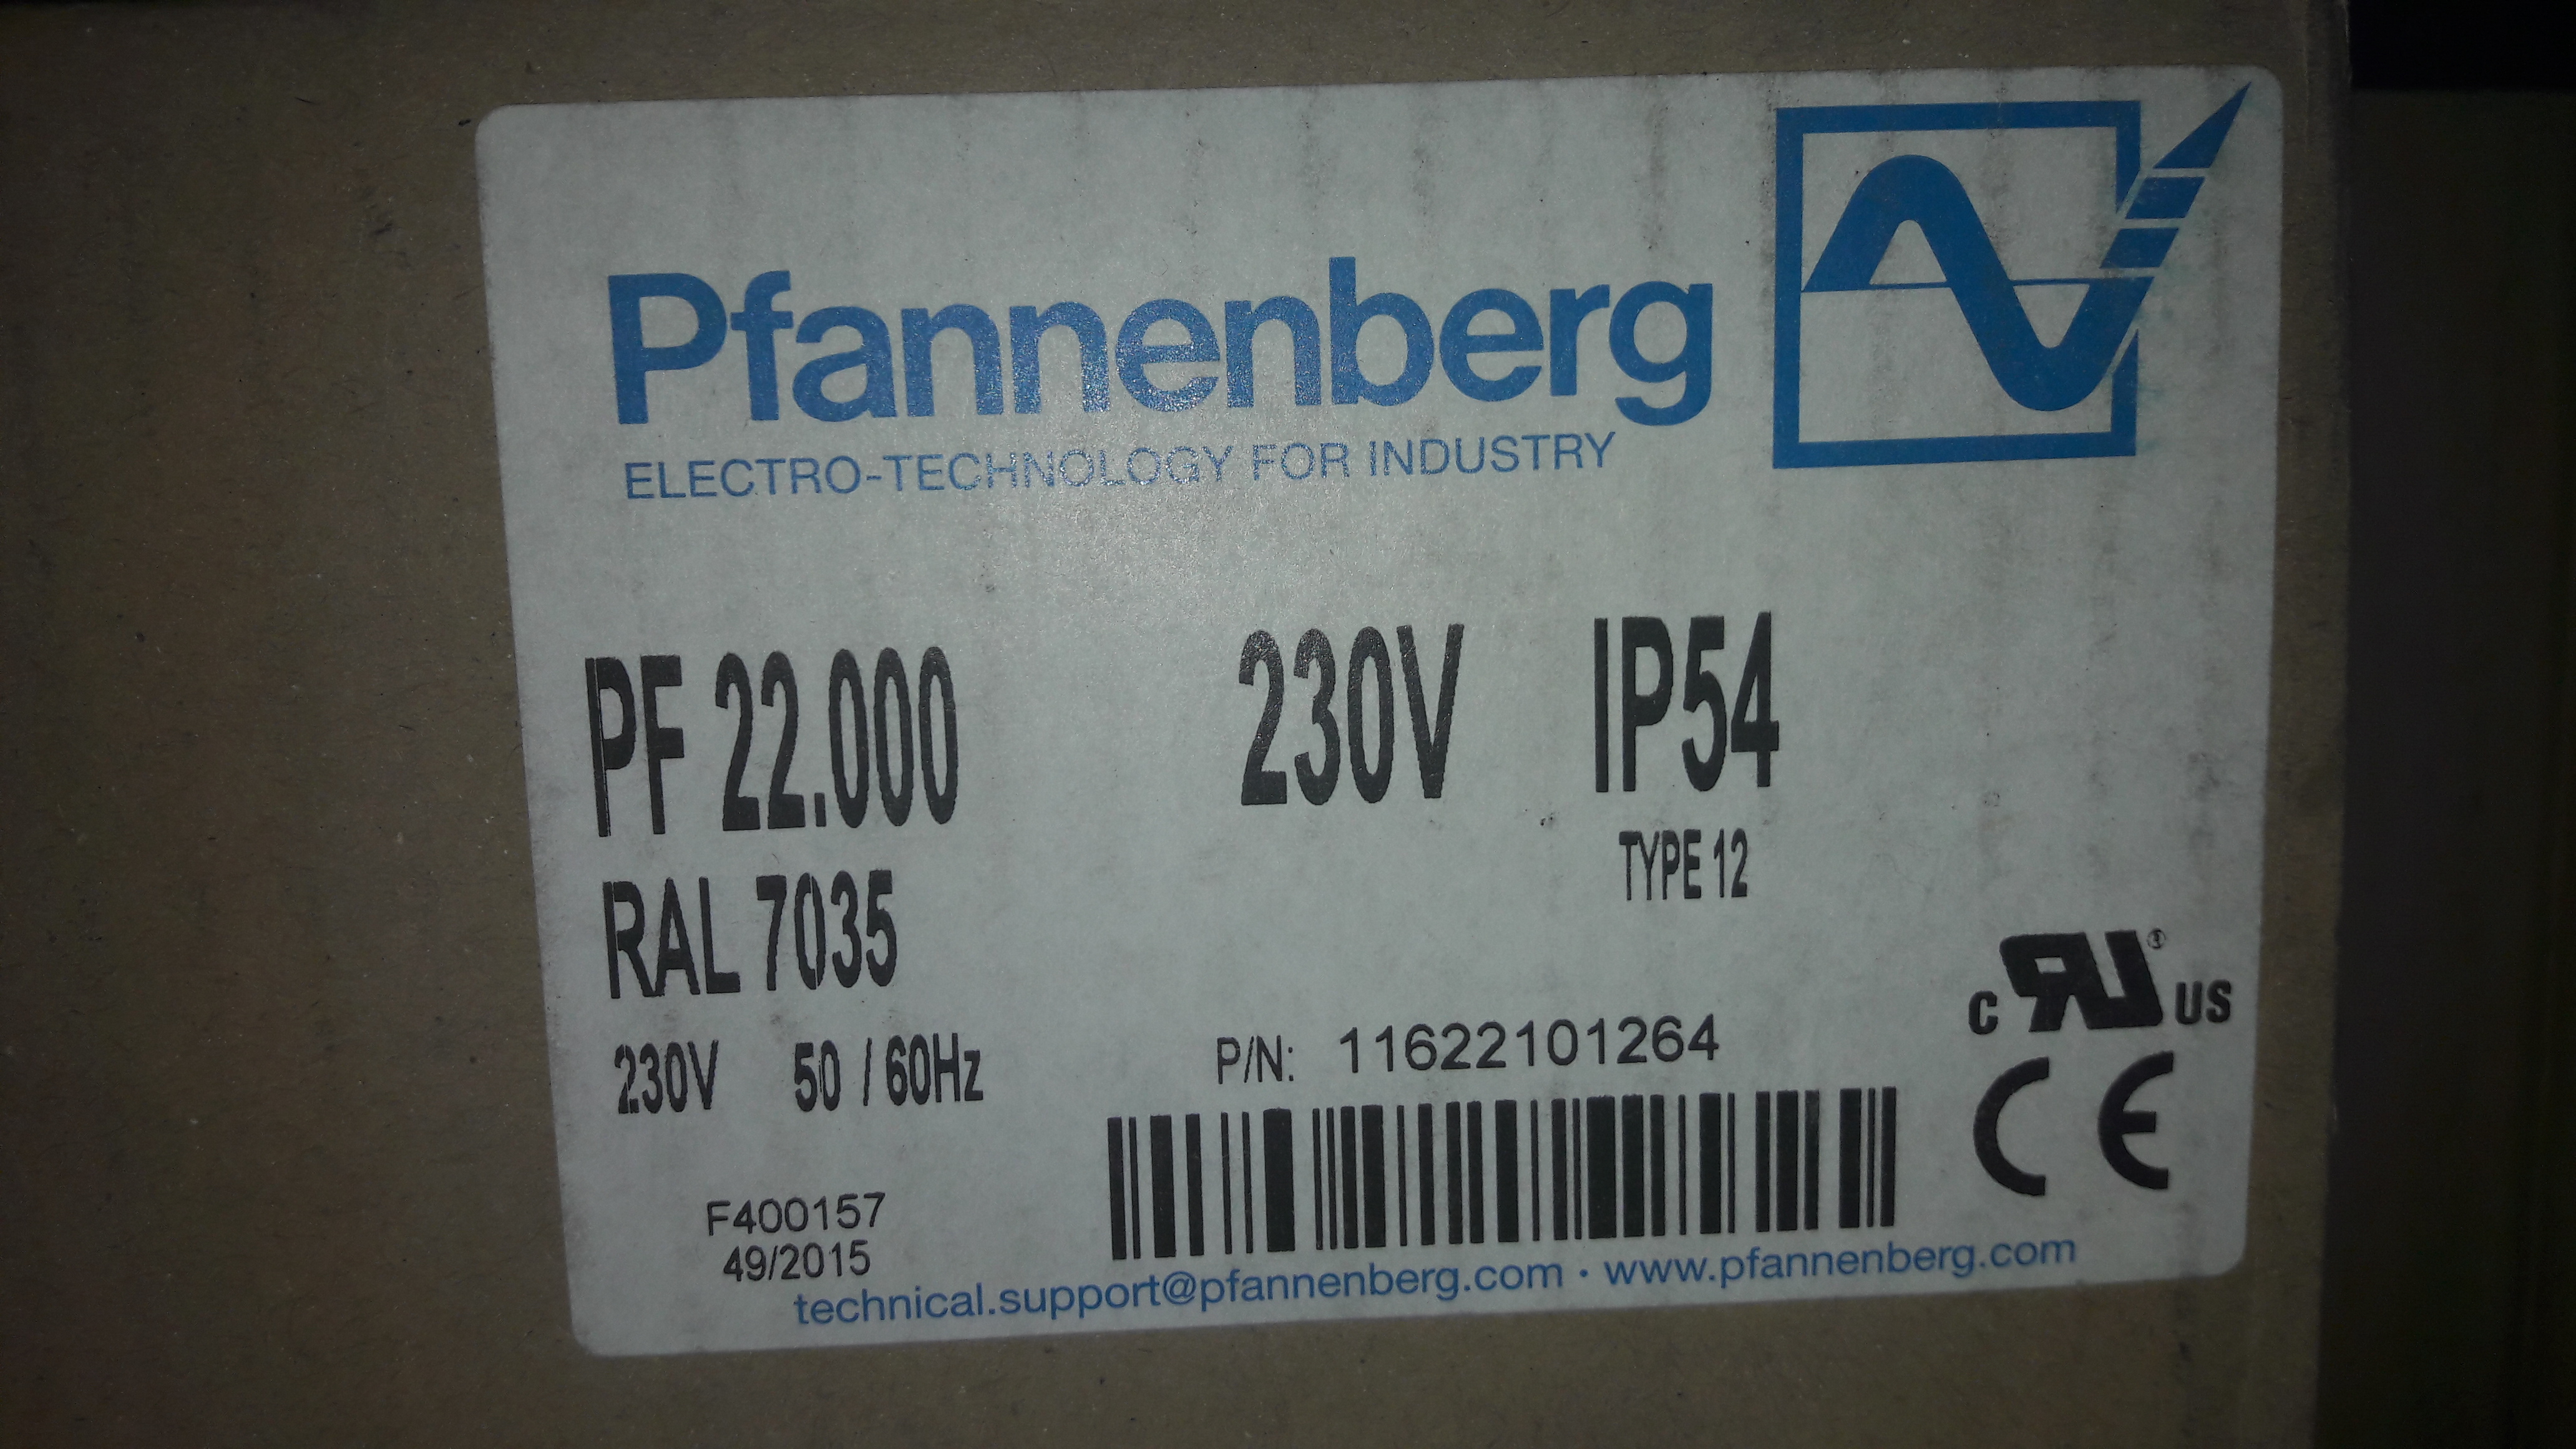 Pfannenberg
ELECTRO-TECHNOLOGY FOR INDUSTRY
PF 22.000 230V IP54
TYPE 12
RAL 7035
230V 50 / 60Hz
P/N: 11622101264
c RU® US
CE
F400157
49/2015
technical.support@pfannenberg.com · www.pfannenberg.com